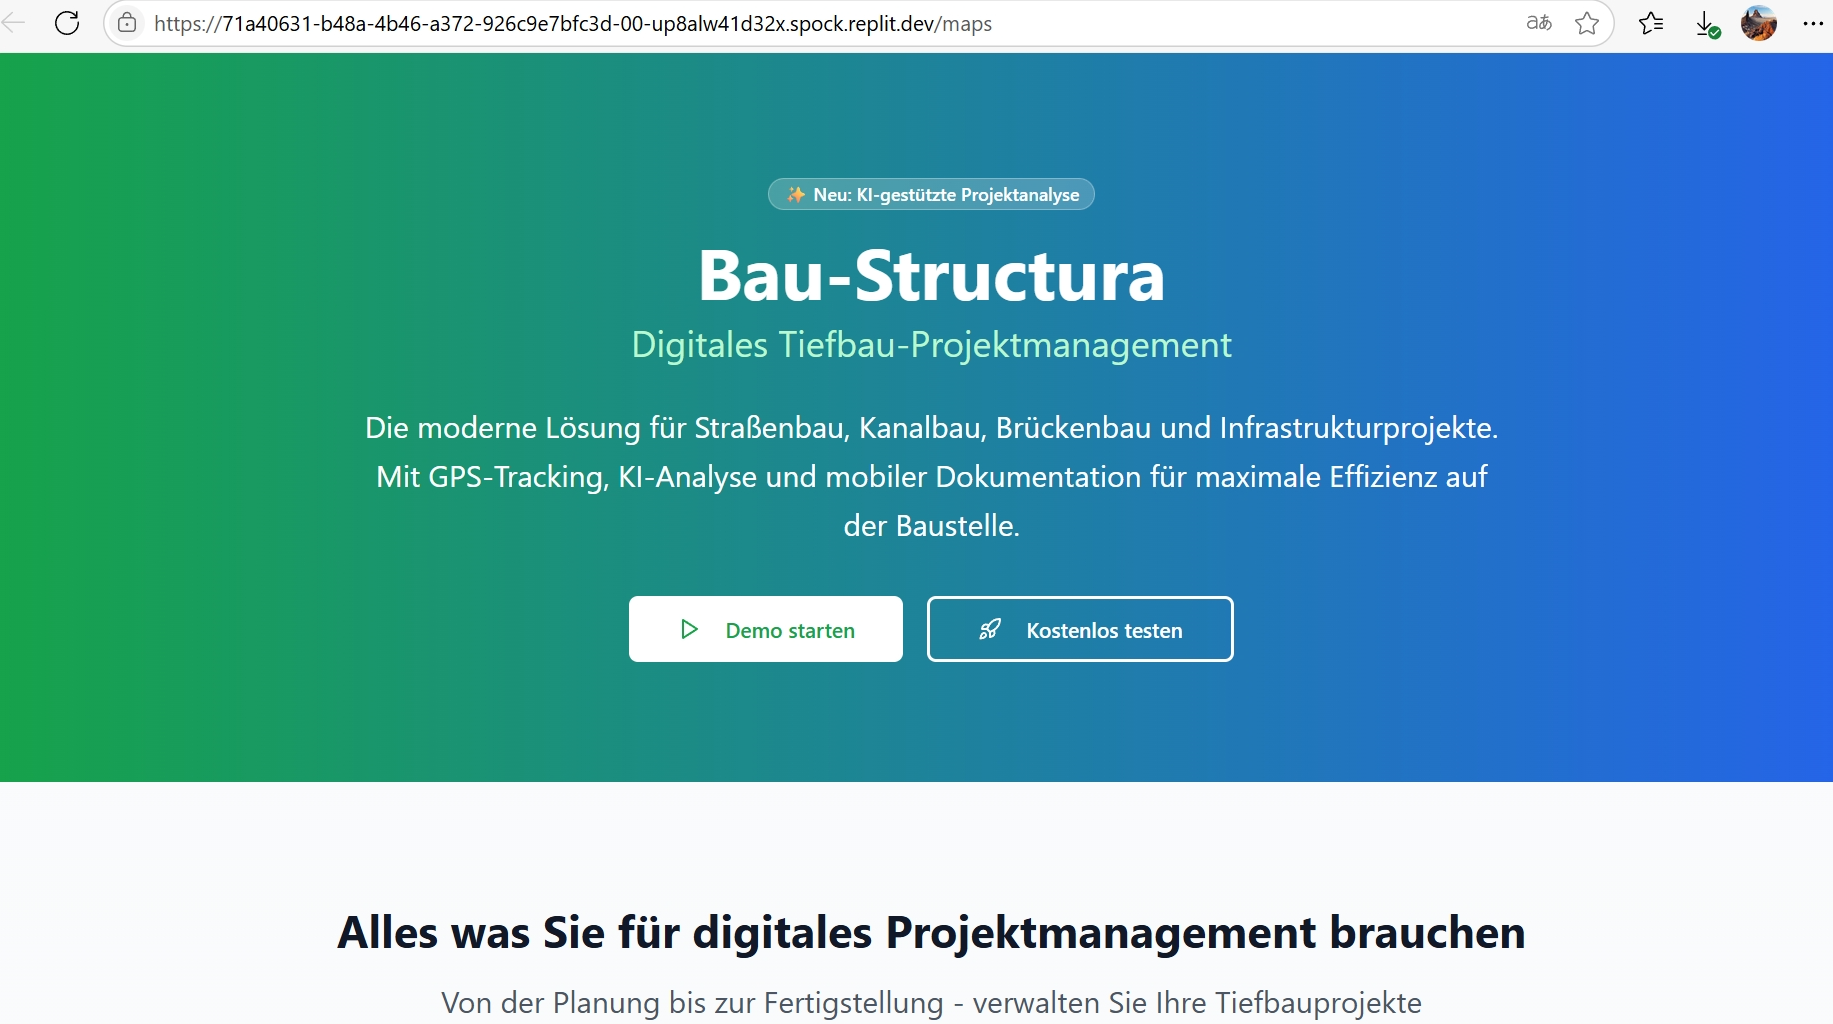 https://71a40631-b48a-4b46-a372-926c9e7bfc3d-00-up8alw41d32x.spock.replit.dev/maps
aあ
✨ Neu: KI-gestützte Projektanalyse
Bau-Structura
Digitales Tiefbau-Projektmanagement
Die moderne Lösung für Straßenbau, Kanalbau, Brückenbau und Infrastrukturprojekte.
Mit GPS-Tracking, KI-Analyse und mobiler Dokumentation für maximale Effizienz auf
der Baustelle.
Demo starten
Kostenlos testen
Alles was Sie für digitales Projektmanagement brauchen
Von der Planung bis zur Fertigstellung - verwalten Sie Ihre Tiefbauprojekte